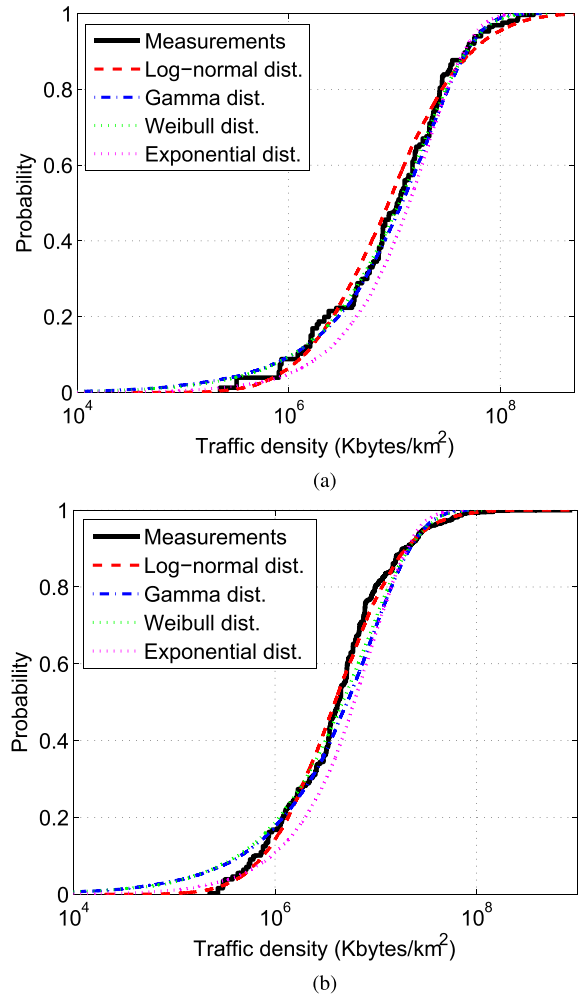 1
Measurements
Log−normal dist.
0.8
Gamma dist.
Weibull dist.
Exponential dist.
0.6
Probability
0.4
0.2
0
10^4
10^6
10^8
Traffic density (Kbytes/km^2)
(a)
1
Measurements
Log−normal dist.
0.8
Gamma dist.
Weibull dist.
Exponential dist.
0.6
Probability
0.4
0.2
0
10^4
10^6
10^8
Traffic density (Kbytes/km^2)
(b)